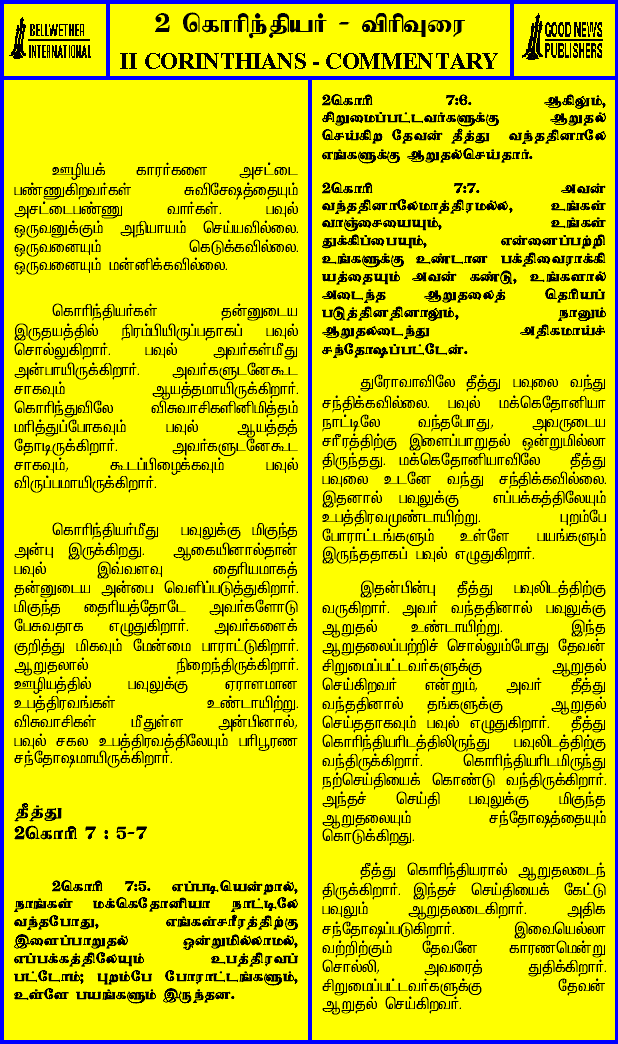 BELLWETHER
INTERNATIONAL
2 கொரிந்தியர் - விரிவுரை
II CORINTHIANS - COMMENTARY
GOOD NEWS
PUBLISHERS
ஊழியக் காரர்களை அசட்டை
பண்ணுகிறவர்கள் சுவிசேஷத்தையும்
அசட்டைபண்ணு வார்கள். பவுல்
ஒருவனுக்கும் அநியாயம் செய்யவில்லை.
ஒருவனையும் கெடுக்கவில்லை.
ஒருவனையும் மன்னிக்கவில்லை.
கொரிந்தியர்கள் தன்னுடைய
இருதயத்தில் நிரம்பியிருப்பதாகப் பவுல்
சொல்லுகிறார். பவுல் அவர்கள்மீது
அன்பாயிருக்கிறார். அவர்களுடனேகூட
சாகவும் ஆயத்தமாயிருக்கிறார்.
கொரிந்துவிலே விசுவாசிகளினிமித்தம்
மரித்துப்போகவும் பவுல் ஆயத்தத்
தோடிருக்கிறார். அவர்களுடனேகூட
சாகவும், கூடப்பிழைக்கவும் பவுல்
விருப்பமாயிருக்கிறார்.
கொரிந்தியர்மீது பவுலுக்கு மிகுந்த
அன்பு இருக்கிறது. ஆகையினால்தான்
பவுல் இவ்வளவு தைரியமாகத்
தன்னுடைய அன்பை வெளிப்படுத்துகிறார்.
மிகுந்த தைரியத்தோடே அவர்களோடு
பேசுவதாக எழுதுகிறார். அவர்களைக்
குறித்து மிகவும் மேன்மை பாராட்டுகிறார்.
ஆறுதலால் நிறைந்திருக்கிறார்.
ஊழியத்தில் பவுலுக்கு ஏராளமான
உபத்திரவங்கள் உண்டாயிற்று.
விசுவாசிகள் மீதுள்ள அன்பினால்,
பவுல் சகல உபத்திரவத்திலேயும் பரிபூரண
சந்தோஷமாயிருக்கிறார்.
தீத்து
2கொரி 7 : 5-7
2கொரி 7:5. எப்படியென்றால்,
நாங்கள் மக்கெதோனியா நாட்டிலே
வந்தபோது, எங்கள்சரீரத்திற்கு
இளைப்பாறுதல் ஒன்றுமில்லாமல்,
எப்பக்கத்திலேயும் உபத்திரவப்
பட்டோம்; புறம்பே போராட்டங்களும்,
உள்ளே பயங்களும் இருந்தன.
2கொரி 7:6. ஆகிலும்,
சிறுமைப்பட்டவர்களுக்கு ஆறுதல்
செய்கிற தேவன் தீத்து வந்ததினாலே
எங்களுக்கு ஆறுதல்செய்தார்.
2கொரி 7:7. அவன்
வந்ததினாலேமாத்திரமல்ல, உங்கள்
வாஞ்சையையும், உங்கள்
துக்கிப்பையும், என்னைப்பற்றி
உங்களுக்கு உண்டான பக்திவைராக்கி
யத்தையும் அவன் கண்டு, உங்களால்
அடைந்த ஆறுதலைத் தெரியப்
படுத்தினதினாலும், நானும்
ஆறுதலடைந்து அதிகமாய்ச்
சந்தோஷப்பட்டேன்.
துரோவாவிலே தீத்து பவுலை வந்து
சந்திக்கவில்லை. பவுல் மக்கெதோனியா
நாட்டிலே வந்தபோது, அவருடைய
சரீரத்திற்கு இளைப்பாறுதல் ஒன்றுமில்லா
திருந்தது. மக்கெதோனியாவிலே தீத்து
பவுலை உடனே வந்து சந்திக்கவில்லை.
இதனால் பவுலுக்கு எப்பக்கத்திலேயும்
உபத்திரவமுண்டாயிற்று. புறம்பே
போராட்டங்களும் உள்ளே பயங்களும்
இருந்ததாகப் பவுல் எழுதுகிறார்.
இதன்பின்பு தீத்து பவுலிடத்திற்கு
வருகிறார். அவர் வந்ததினால் பவுலுக்கு
ஆறுதல் உண்டாயிற்று. இந்த
ஆறுதலைப்பற்றிச் சொல்லும்போது தேவன்
சிறுமைப்பட்டவர்களுக்கு ஆறுதல்
செய்கிறவர் என்றும், அவர் தீத்து
வந்ததினால் தங்களுக்கு ஆறுதல்
செய்ததாகவும் பவுல் எழுதுகிறார். தீத்து
கொரிந்தியரிடத்திலிருந்து பவுலிடத்திற்கு
வந்திருக்கிறார். கொரிந்தியரிடமிருந்து
நற்செய்தியைக் கொண்டு வந்திருக்கிறார்.
அந்தச் செய்தி பவுலுக்கு மிகுந்த
ஆறுதலையும் சந்தோஷத்தையும்
கொடுக்கிறது.
தீத்து கொரிந்தியரால் ஆறுதலடைந்
திருக்கிறார். இந்தச் செய்தியைக் கேட்டு
பவுலும் ஆறுதலடைகிறார். அதிக
சந்தோஷப்படுகிறார். இவையெல்லா
வற்றிற்கும் தேவனே காரணமென்று
சொல்லி, அவரைத் துதிக்கிறார்.
சிறுமைப்பட்டவர்களுக்கு தேவன்
ஆறுதல் செய்கிறவர்.